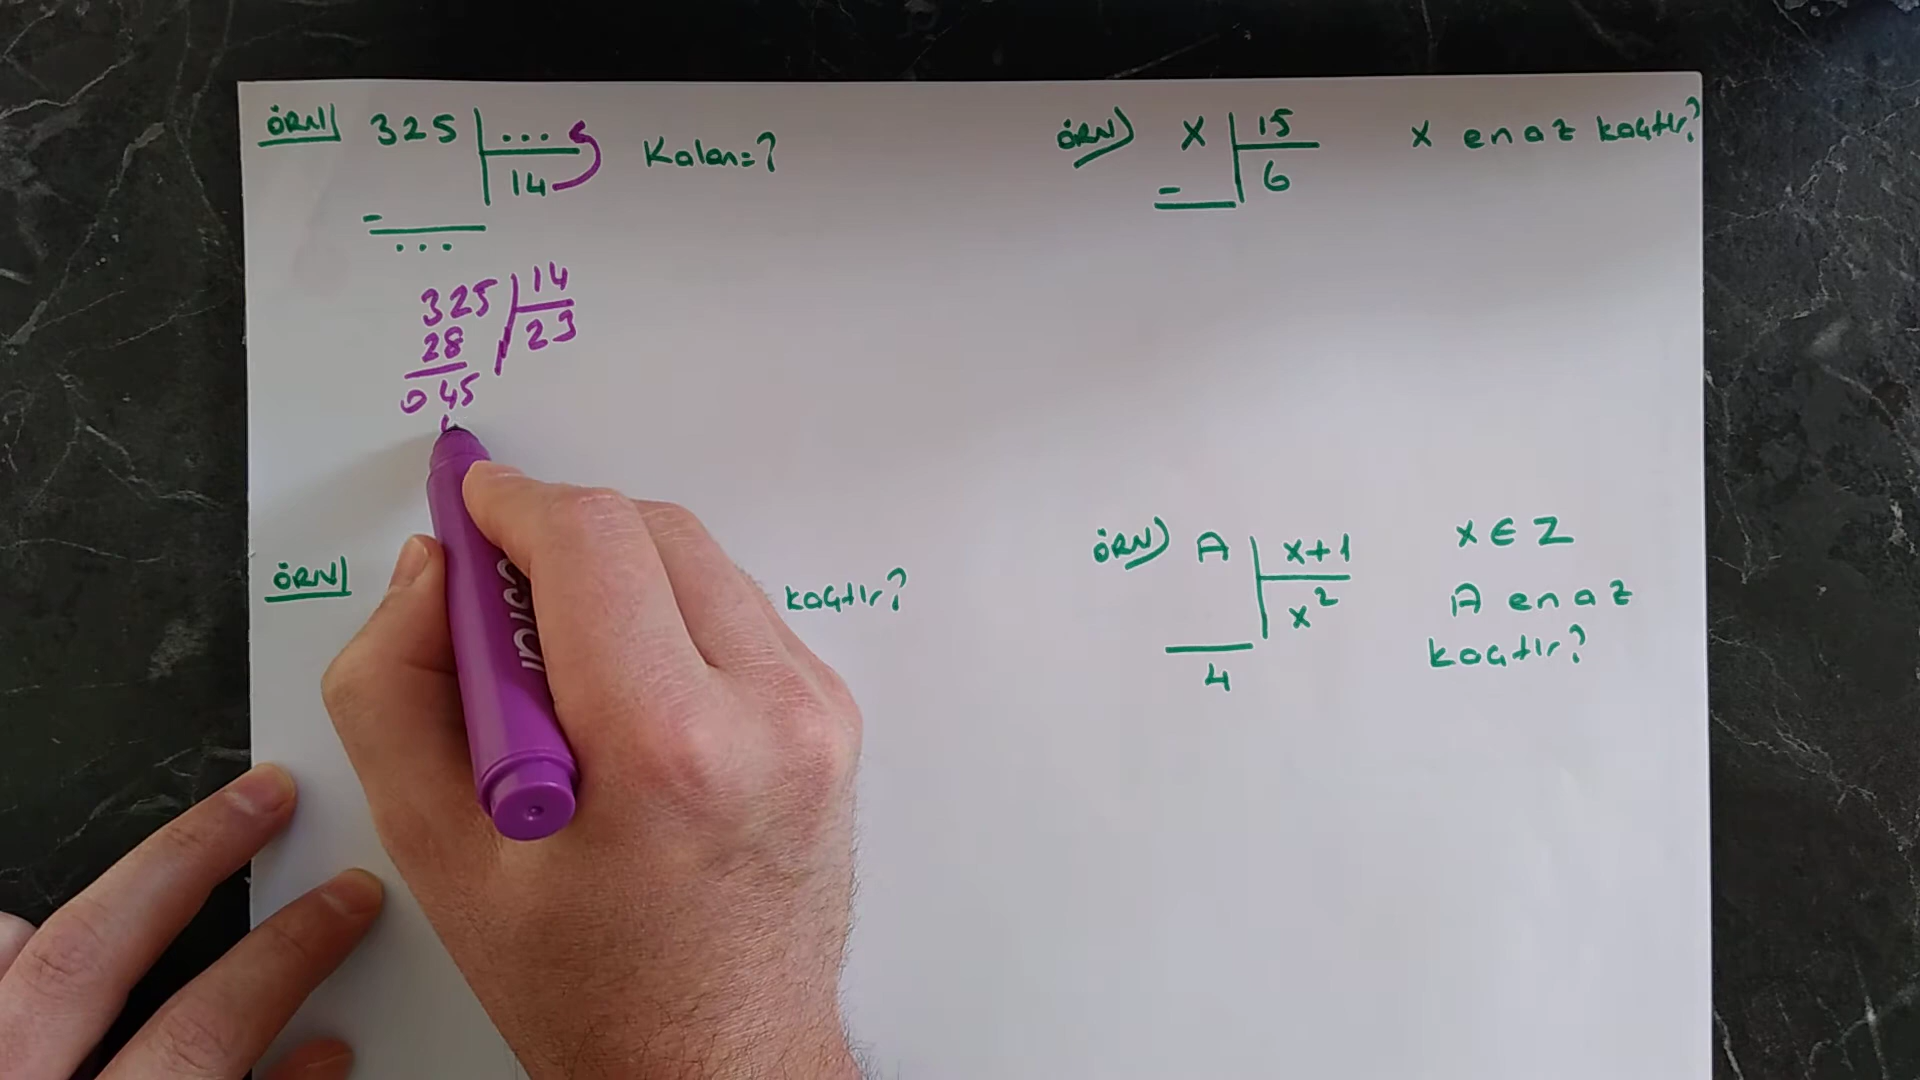 ÖRN) 325 | ... Kalan=?
14
-
...
325 | 14
28 23
045
ÖRN) X | 15 X en az kaçtır?
- 6
ÖRN) kaçtır?
ÖRN) A | x+1 x ∈ Z
x² A en az
kaçtır?
4